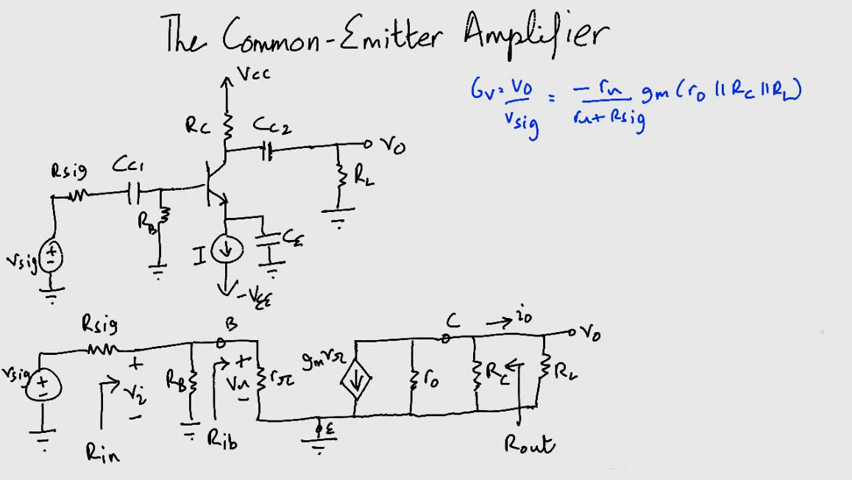 The Common-Emitter Amplifier
Gv = vo / vsig = - rπ / rπ + Rsig gm (ro || RC || RL)
VCC
RC
CC2
vo
RL
Rsig
CC1
RB
vsig
I
CE
-VEE
Rsig
B
C
io
vo
vsig
+
vi
-
RB
+
vπ
-
rπ
gmvπ
ro
RC
RL
E
Rin
Rib
Rout